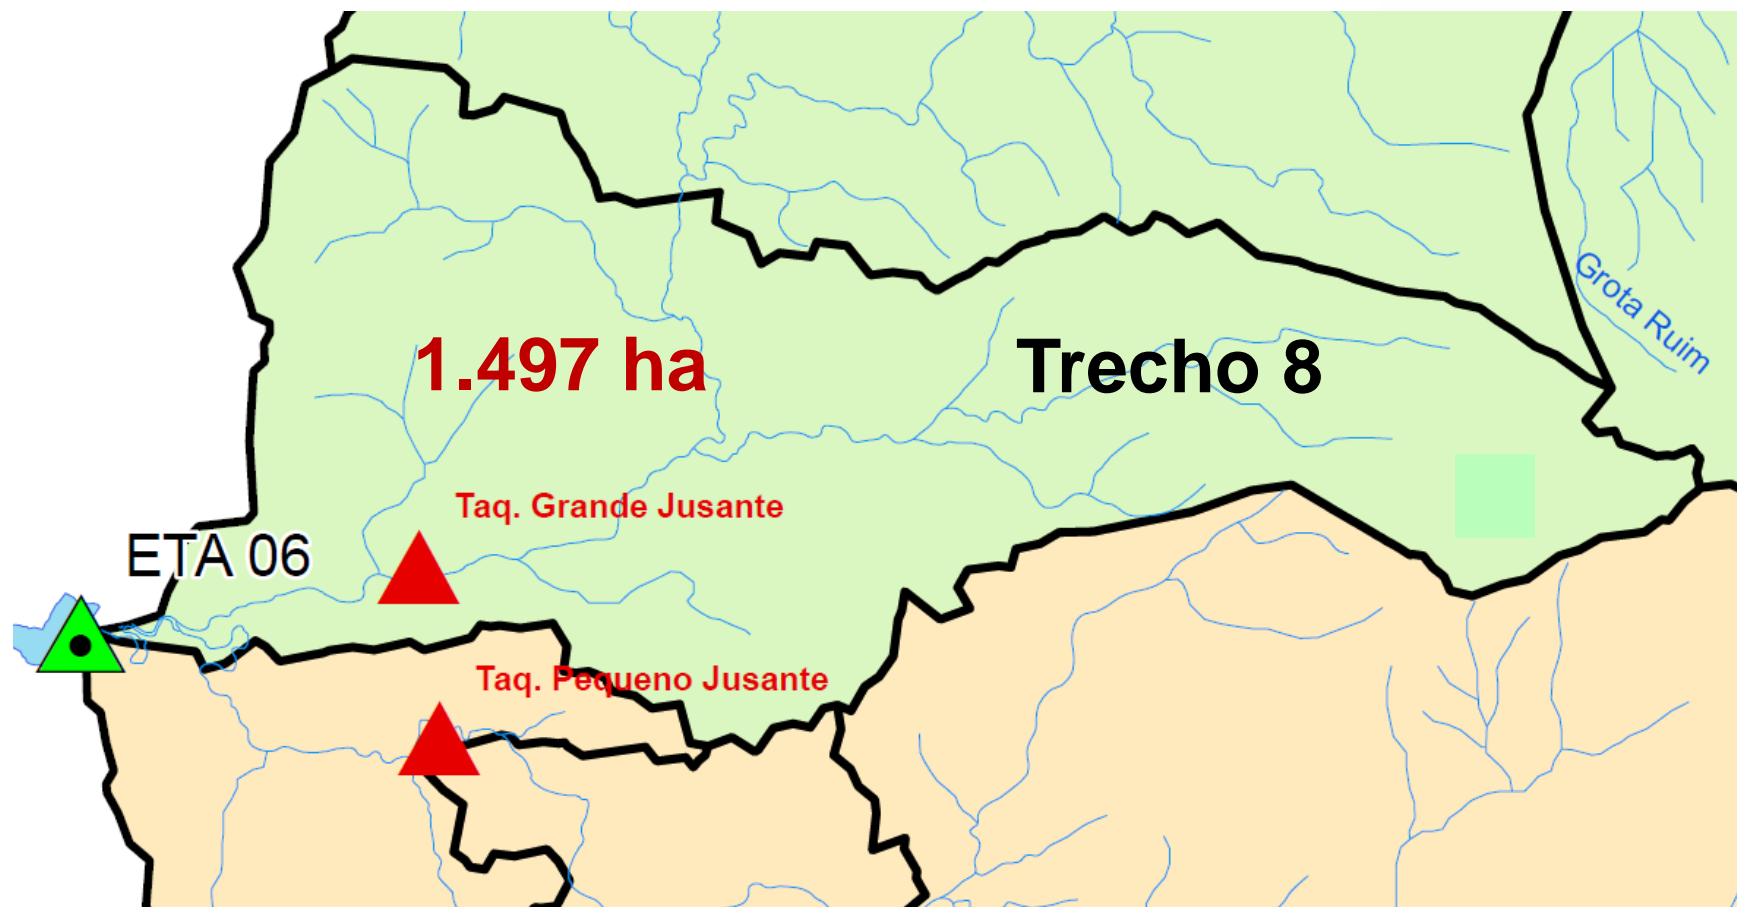 Grota Ruim
1.497 ha
Trecho 8
Taq. Grande Jusante
ETA 06
Taq. Pequeno Jusante